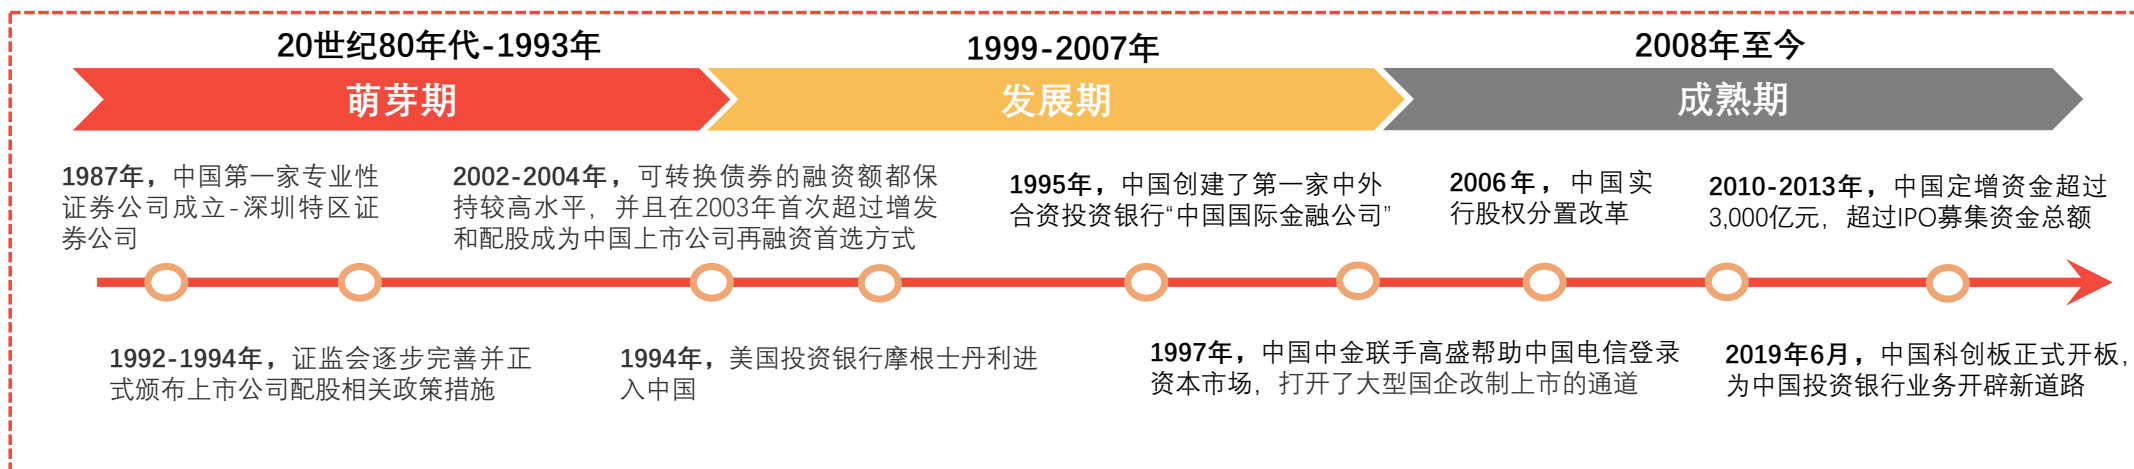 20世纪80年代-1993年
1999-2007年
2008年至今
萌芽期
发展期
成熟期
1987年，中国第一家专业性
证券公司成立-深圳特区证
券公司
2002-2004年，可转换债券的融资额都保
持较高水平，并且在2003年首次超过增发
和配股成为中国上市公司再融资首选方式
1995年，中国创建了第一家中外
合资投资银行“中国国际金融公司”
2006年，中国实
行股权分置改革
2010-2013年，中国定增资金超过
3,000亿元，超过IPO募集资金总额
1992-1994年，证监会逐步完善并正
式颁布上市公司配股相关政策措施
1994年，美国投资银行摩根士丹利进
入中国
1997年，中国中金联手高盛帮助中国电信登录
资本市场，打开了大型国企改制上市的通道
2019年6月，中国科创板正式开板，
为中国投资银行业务开辟新道路